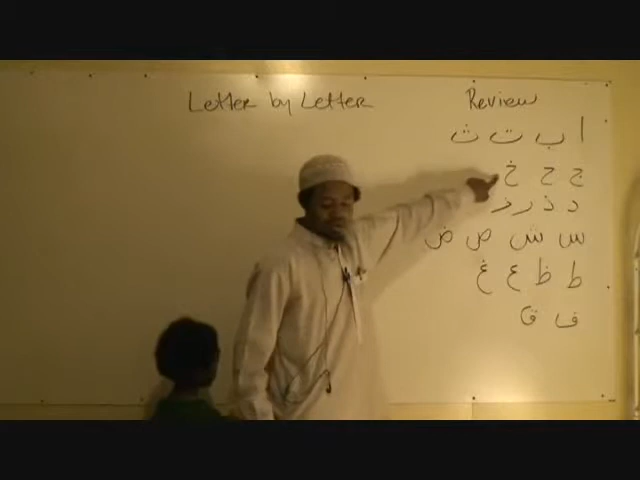 Letter by Letter
Review
ا ب ت ث
ج ح خ
د ذ ر ز
س ش ص ض
ط ظ ع غ
ف ق